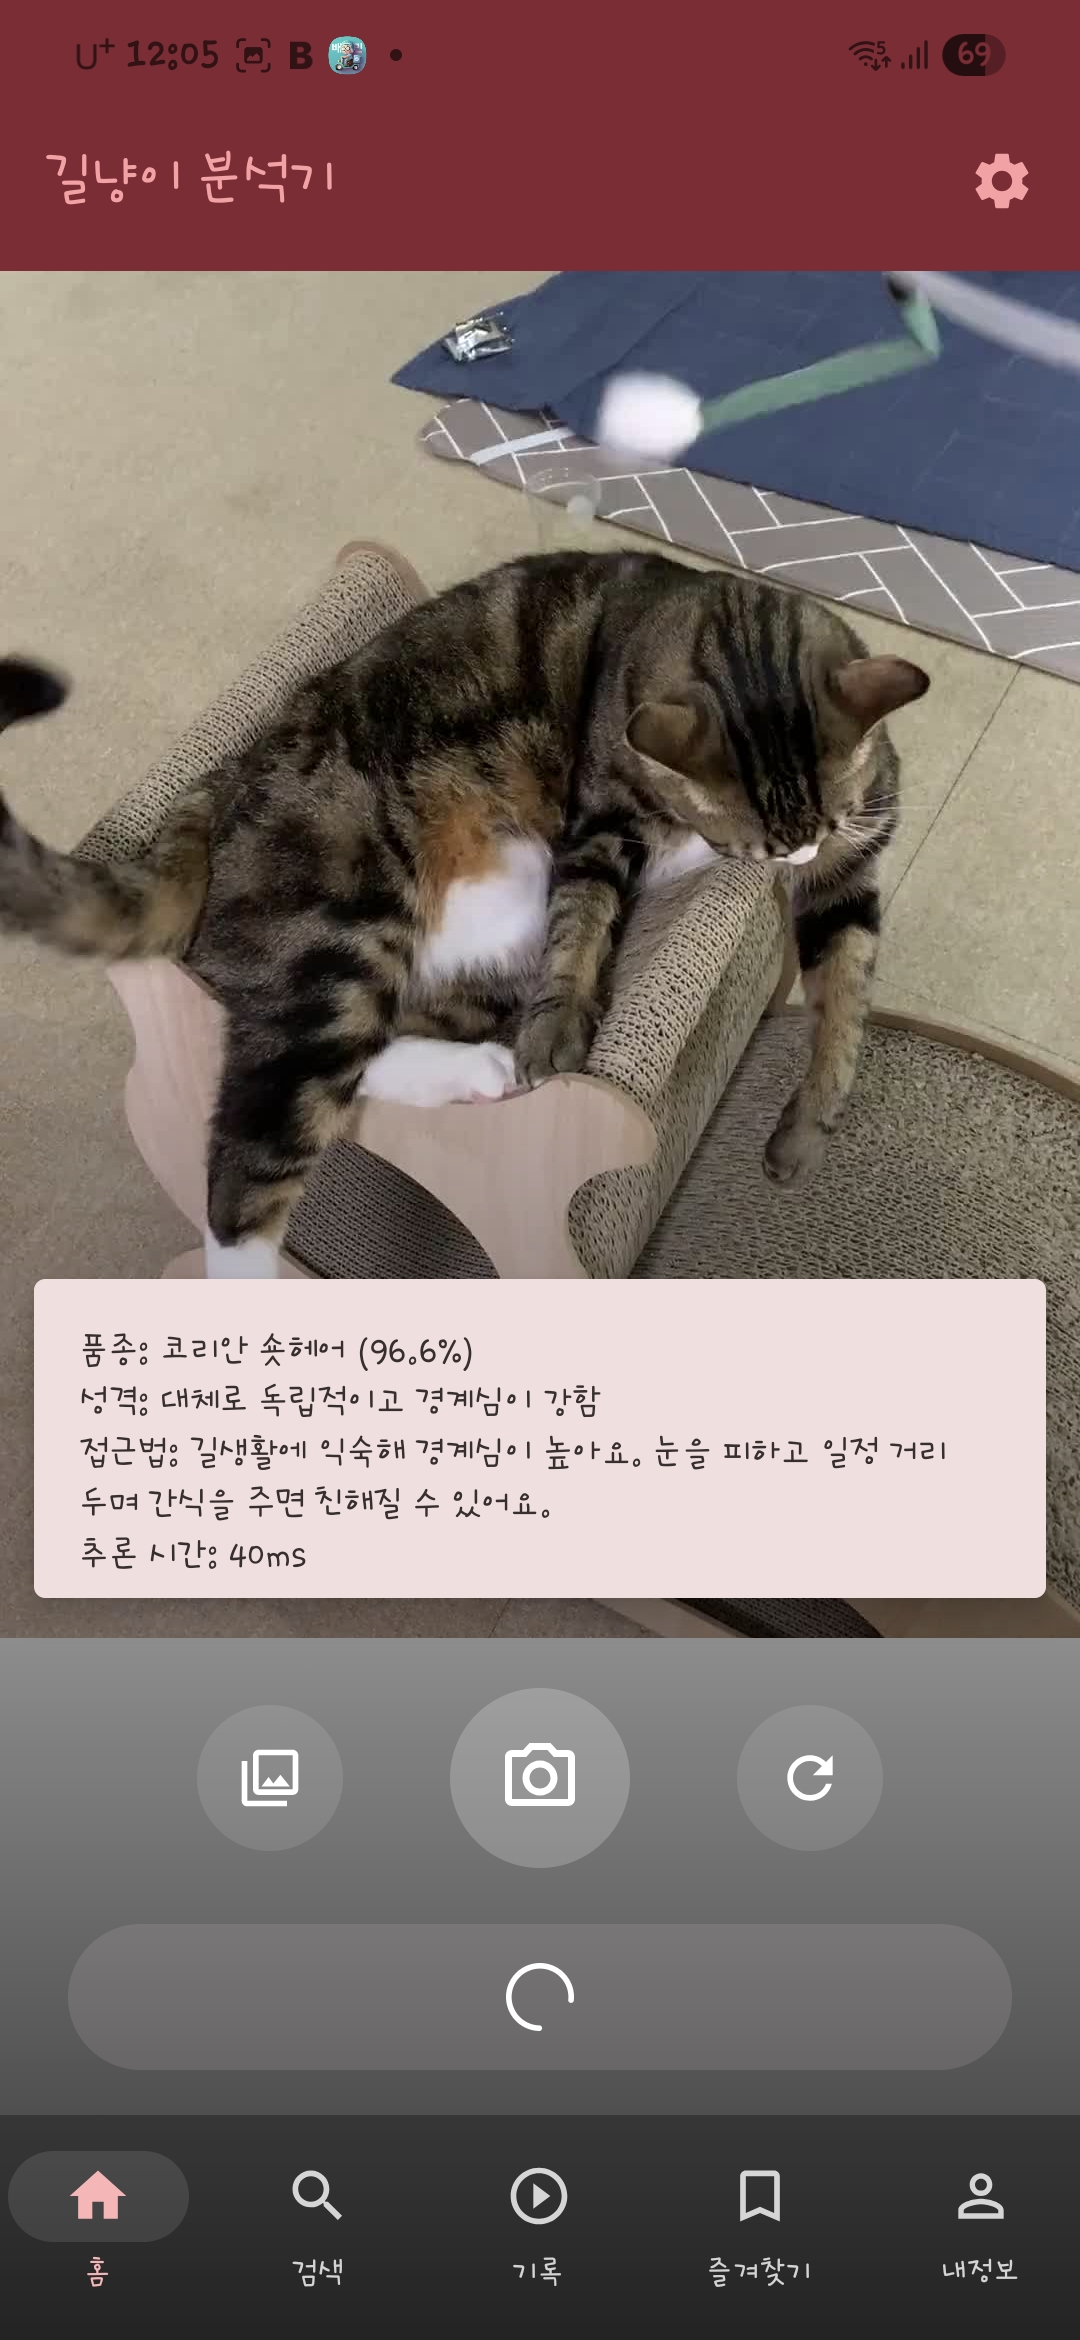 U+ 12:05 B 5 69
길냥이 분석기
품종: 코리안 숏헤어 (96.6%)
성격: 대체로 독립적이고 경계심이 강함
접근법: 길생활에 익숙해 경계심이 높아요. 눈을 피하고 일정 거리
두며 간식을 주면 친해질 수 있어요.
추론 시간: 40ms
홈 검색 기록 즐겨찾기 내정보